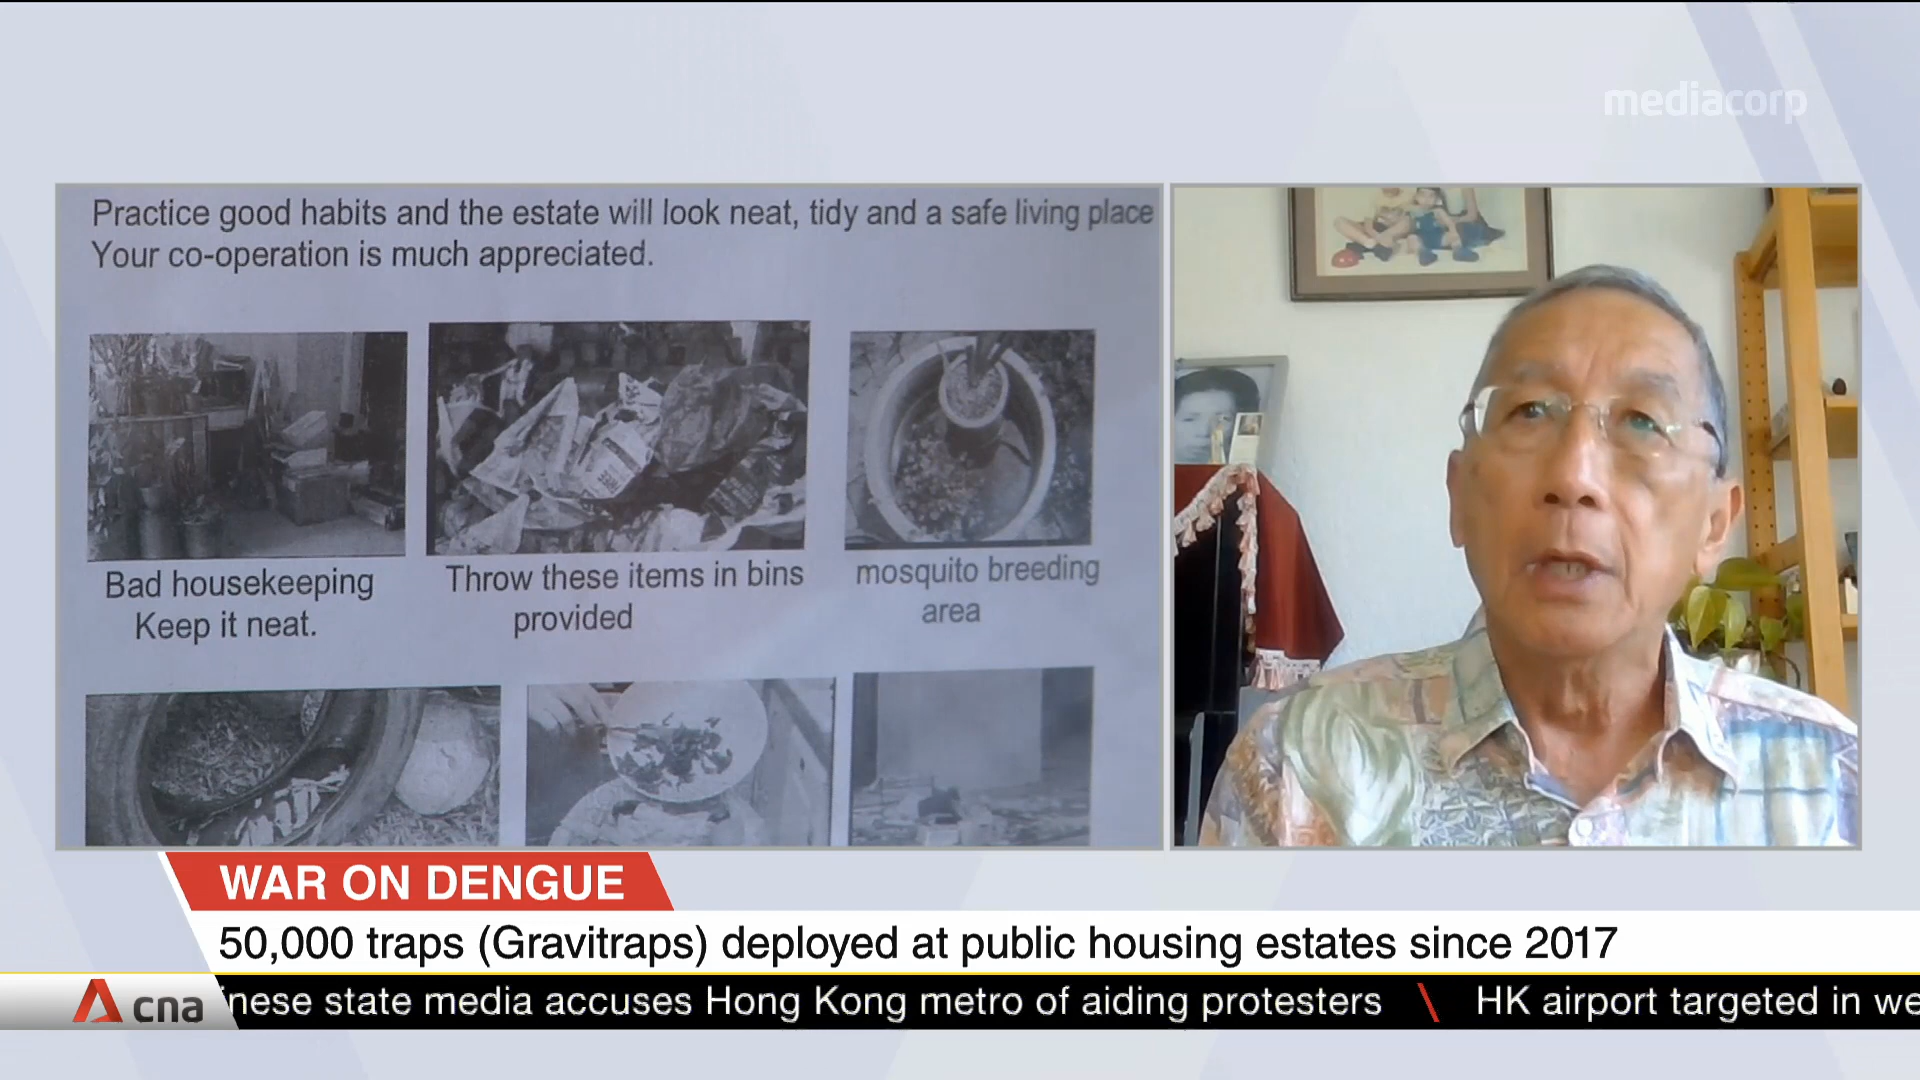 mediacorp
Practice good habits and the estate will look neat, tidy and a safe living place
Your co-operation is much appreciated.
Bad housekeeping
Keep it neat.
Throw these items in bins
provided
mosquito breeding
area
WAR ON DENGUE
50,000 traps (Gravitraps) deployed at public housing estates since 2017
cna
inese state media accuses Hong Kong metro of aiding protesters \ HK airport targeted in we